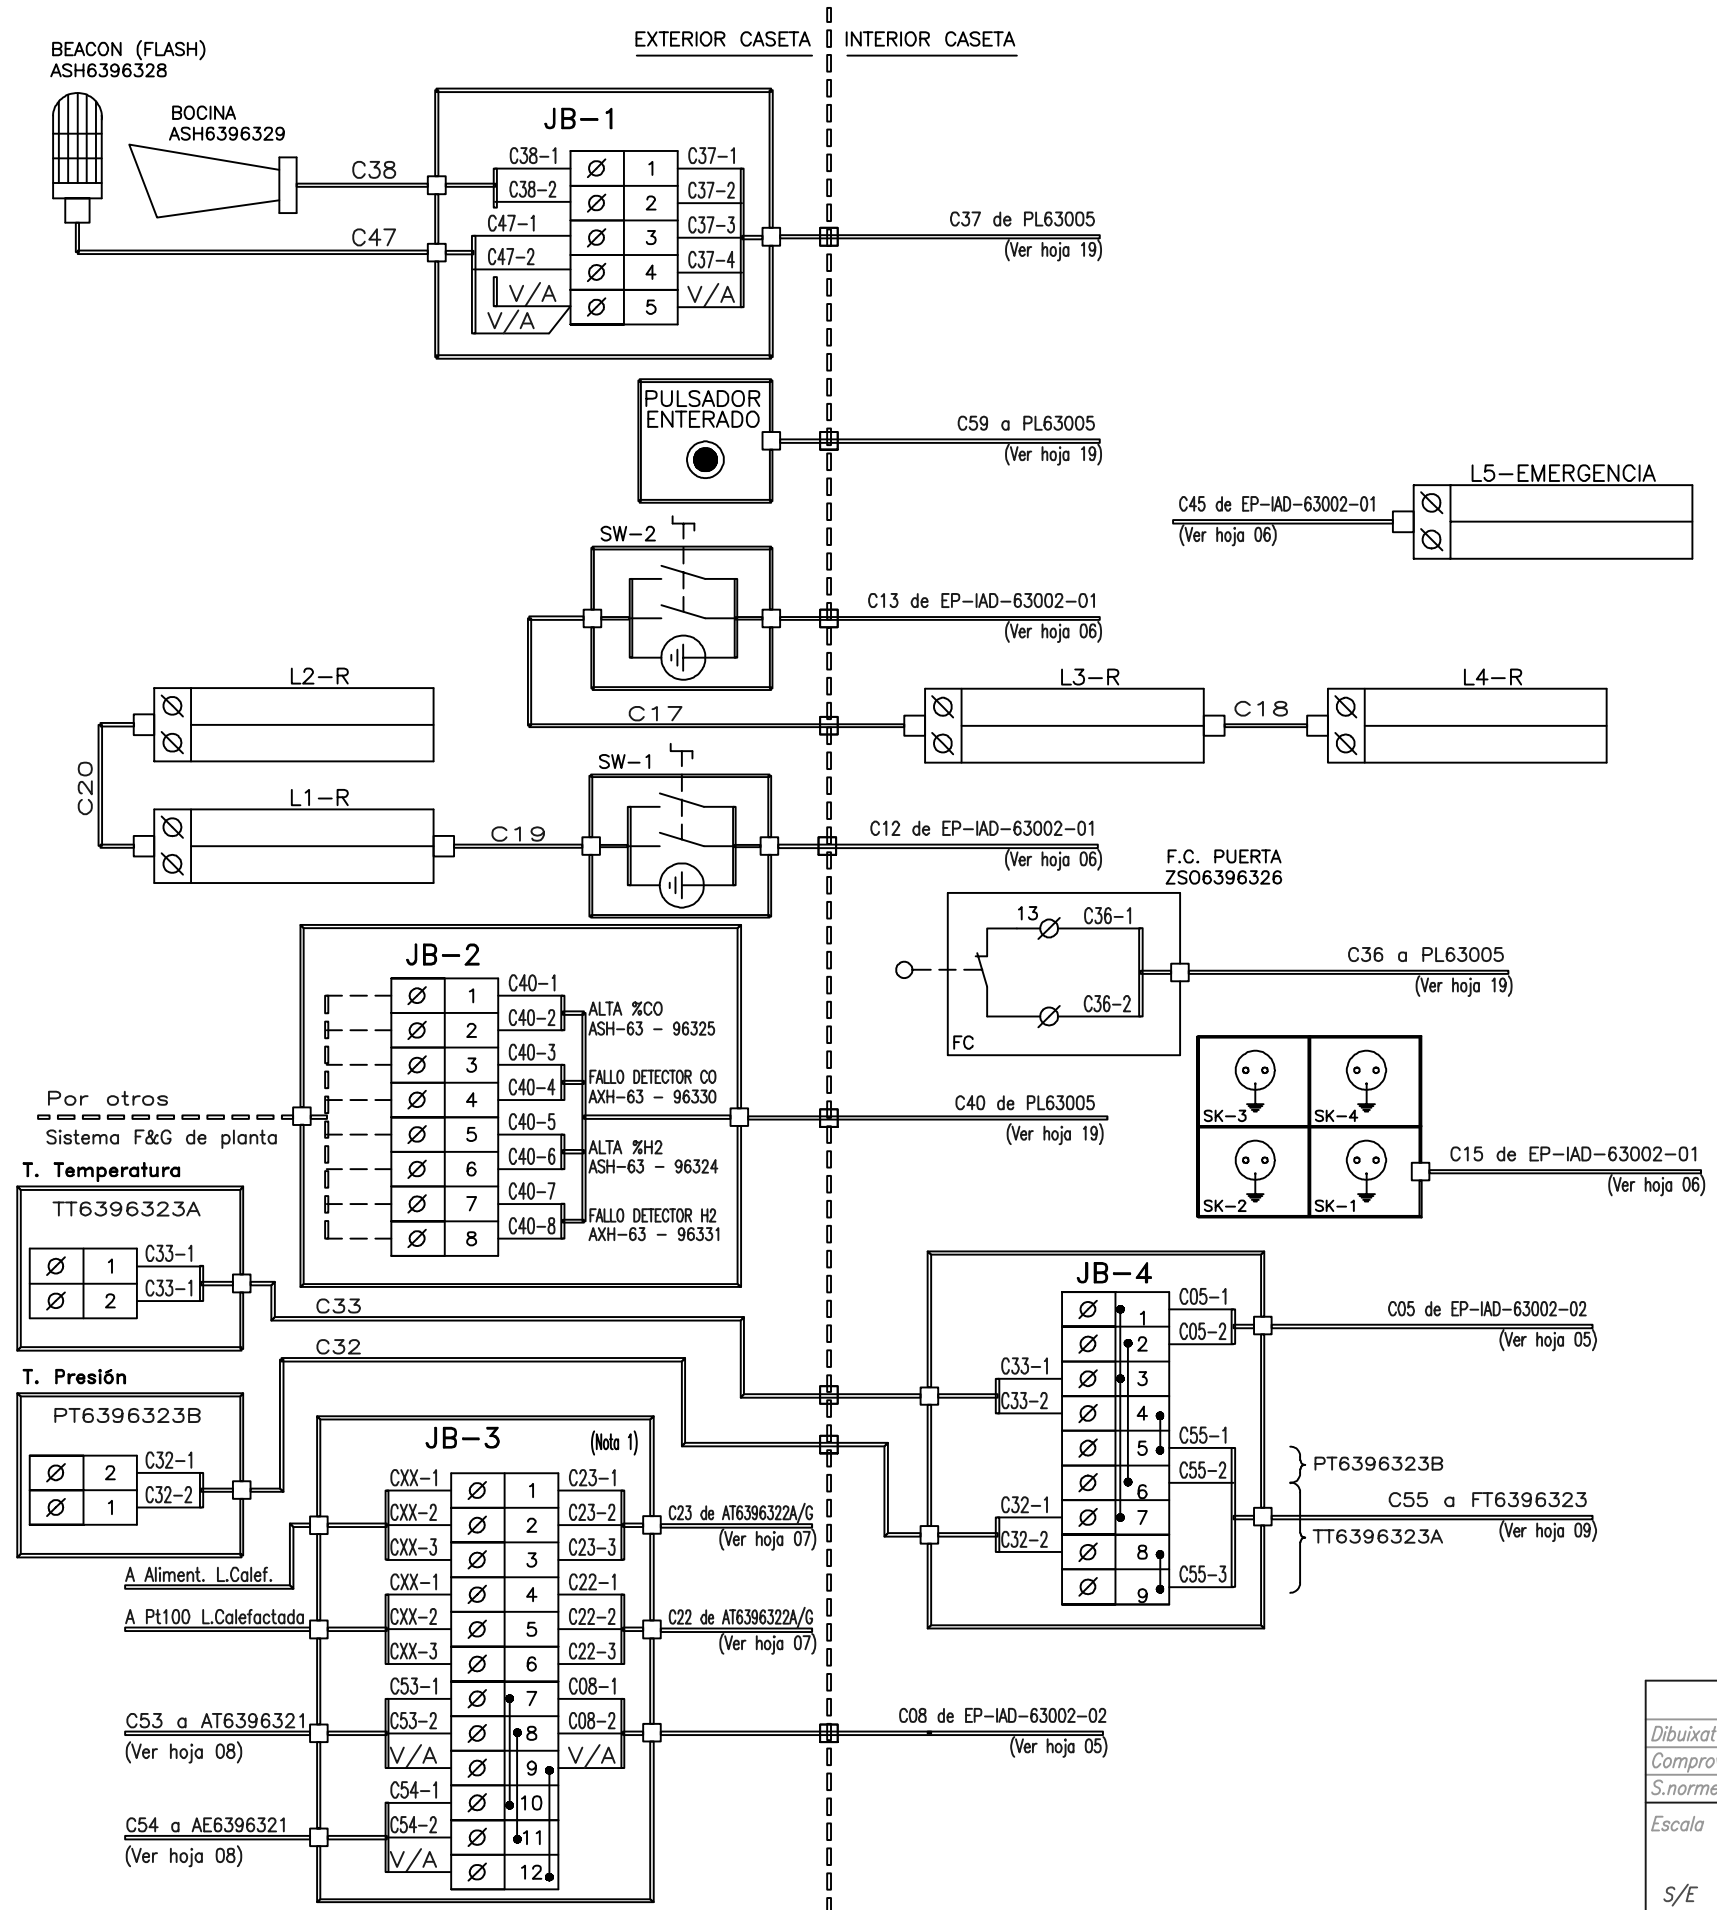 EXTERIOR CASETA
INTERIOR CASETA
BEACON (FLASH)
ASH6396328
BOCINA
ASH6396329
C38
C47
JB-1
C38-1
C38-2
C47-1
C47-2
V/A
V/A
1
2
3
4
5
C37-1
C37-2
C37-3
C37-4
V/A
C37 de PL63005
(Ver hoja 19)
PULSADOR
ENTERADO
C59 a PL63005
(Ver hoja 19)
L5-EMERGENCIA
C45 de EP-IAD-63002-01
(Ver hoja 06)
SW-2
C13 de EP-IAD-63002-01
(Ver hoja 06)
L2-R
C17
L3-R
C18
L4-R
C20
L1-R
C19
SW-1
C12 de EP-IAD-63002-01
(Ver hoja 06)
F.C. PUERTA
ZSO6396326
13
C36-1
C36-2
FC
C36 a PL63005
(Ver hoja 19)
JB-2
1
2
3
4
5
6
7
8
C40-1
C40-2
C40-3
C40-4
C40-5
C40-6
C40-7
C40-8
ALTA %CO
ASH-63 - 96325
FALLO DETECTOR CO
AXH-63 - 96330
ALTA %H2
ASH-63 - 96324
FALLO DETECTOR H2
AXH-63 - 96331
Por otros
Sistema F&G de planta
C40 de PL63005
(Ver hoja 19)
SK-3
SK-4
SK-2
SK-1
C15 de EP-IAD-63002-01
(Ver hoja 06)
T. Temperatura
TT6396323A
1
2
C33-1
C33-1
C33
C32
T. Presión
PT6396323B
2
1
C32-1
C32-2
JB-4
1
2
3
4
5
6
7
8
9
C33-1
C33-2
C32-1
C32-2
C05-1
C05-2
C55-1
C55-2
C55-3
C05 de EP-IAD-63002-02
(Ver hoja 05)
PT6396323B
C55 a FT6396323
(Ver hoja 09)
TT6396323A
JB-3
(Nota 1)
CXX-1
CXX-2
CXX-3
CXX-1
CXX-2
CXX-3
C53-1
C53-2
V/A
C54-1
C54-2
V/A
1
2
3
4
5
6
7
8
9
10
11
12
C23-1
C23-2
C23-3
C22-1
C22-2
C22-3
C08-1
C08-2
V/A
A Aliment. L.Calef.
A Pt100 L.Calefactada
C53 a AT6396321
(Ver hoja 08)
C54 a AE6396321
(Ver hoja 08)
C23 de AT6396322A/G
(Ver hoja 07)
C22 de AT6396322A/G
(Ver hoja 07)
C08 de EP-IAD-63002-02
(Ver hoja 05)
Dibuixat
Comprov
S.norme
Escala
S/E